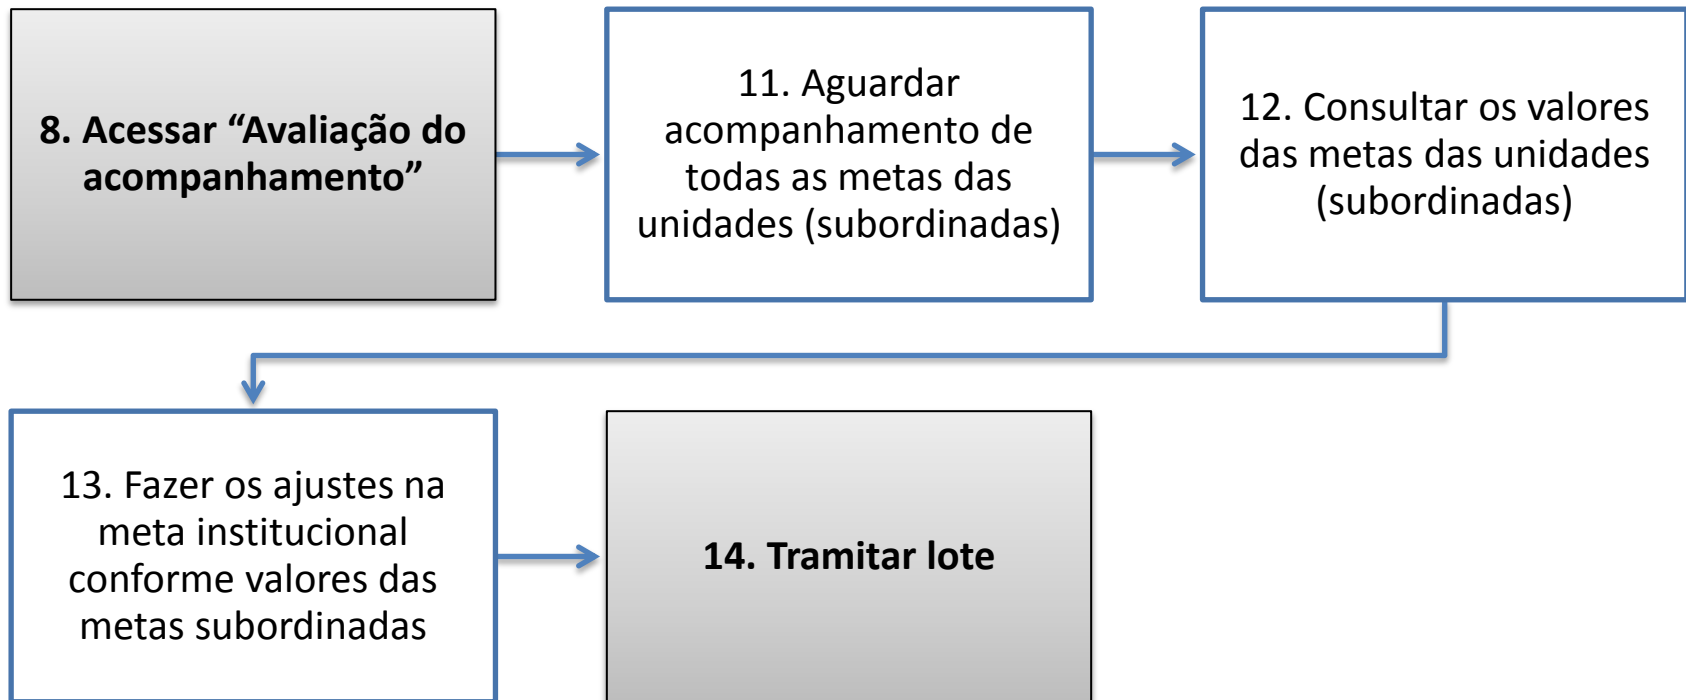 8. Acessar “Avaliação do
acompanhamento”
11. Aguardar
acompanhamento de
todas as metas das
unidades (subordinadas)
12. Consultar os valores
das metas das unidades
(subordinadas)
13. Fazer os ajustes na
meta institucional
conforme valores das
metas subordinadas
14. Tramitar lote